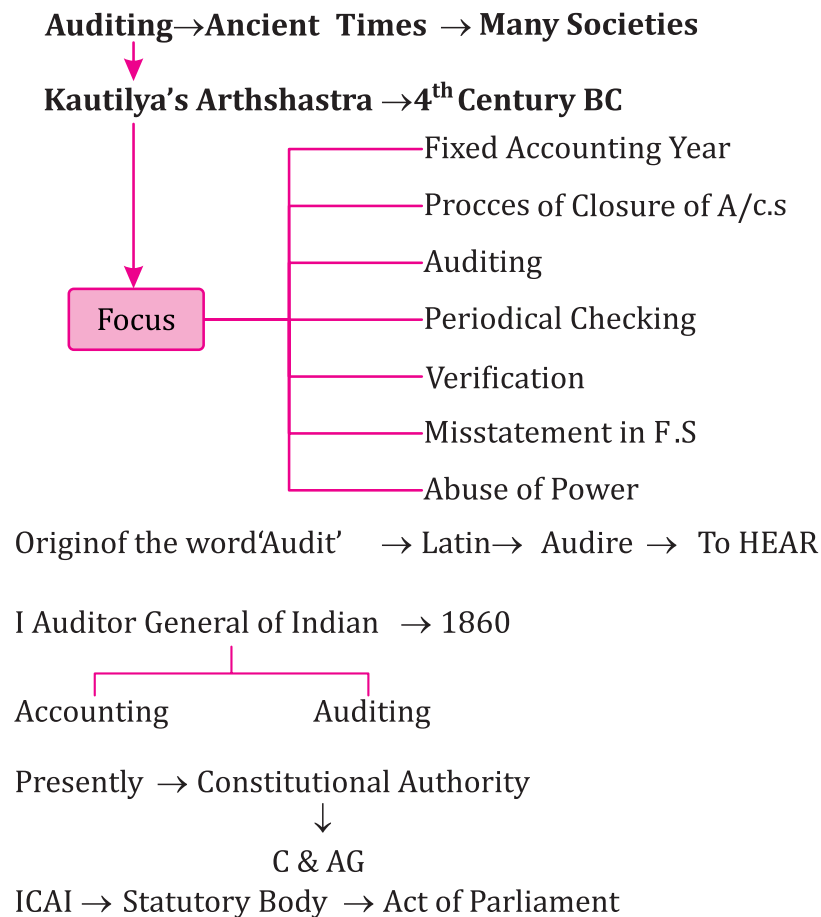 Auditing→Ancient Times → Many Societies
Kautilya's Arthshastra →4th Century BC
Fixed Accounting Year
Procces of Closure of A/c.s
Auditing
Focus
Periodical Checking
Verification
Misstatement in F.S
Abuse of Power
Originof the word'Audit' → Latin→ Audire → To HEAR
I Auditor General of Indian → 1860
Accounting Auditing
Presently → Constitutional Authority
↓
C & AG
ICAI → Statutory Body → Act of Parliament